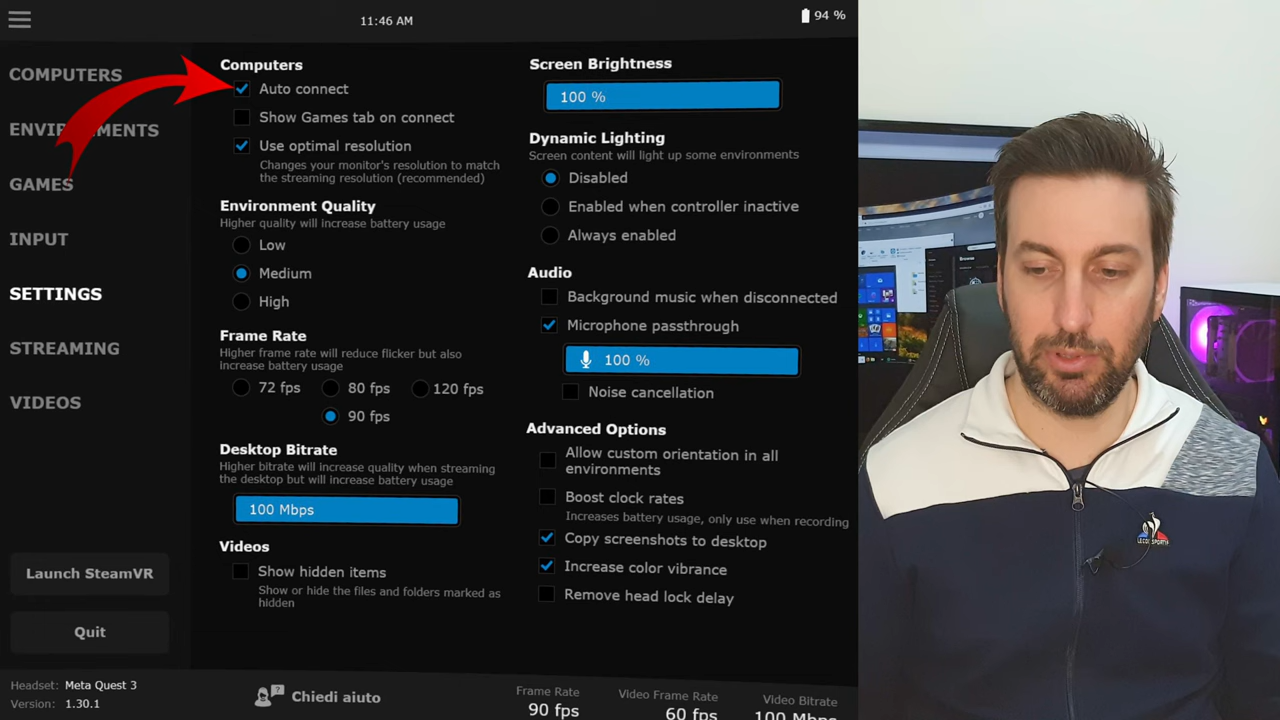 11:46 AM
94 %
COMPUTERS
ENVIRONMENTS
GAMES
INPUT
SETTINGS
STREAMING
VIDEOS
Launch SteamVR
Quit
Computers
Auto connect
Show Games tab on connect
Use optimal resolution
Changes your monitor's resolution to match
the streaming resolution (recommended)
Environment Quality
Higher quality will increase battery usage
Low
Medium
High
Frame Rate
Higher frame rate will reduce flicker but also
increase battery usage
72 fps
80 fps
120 fps
90 fps
Desktop Bitrate
Higher bitrate will increase quality when streaming
the desktop but will increase battery usage
100 Mbps
Videos
Show hidden items
Show or hide the files and folders marked as
hidden
Screen Brightness
100 %
Dynamic Lighting
Screen content will light up some environments
Disabled
Enabled when controller inactive
Always enabled
Audio
Background music when disconnected
Microphone passthrough
100 %
Noise cancellation
Advanced Options
Allow custom orientation in all
environments
Boost clock rates
Increases battery usage, only use when recording
Copy screenshots to desktop
Increase color vibrance
Remove head lock delay
Headset: Meta Quest 3
Version: 1.30.1
Chiedi aiuto
Frame Rate
90 fps
Video Frame Rate
60 fps
Video Bitrate
100 Mbps
LE COQ SPORTIF